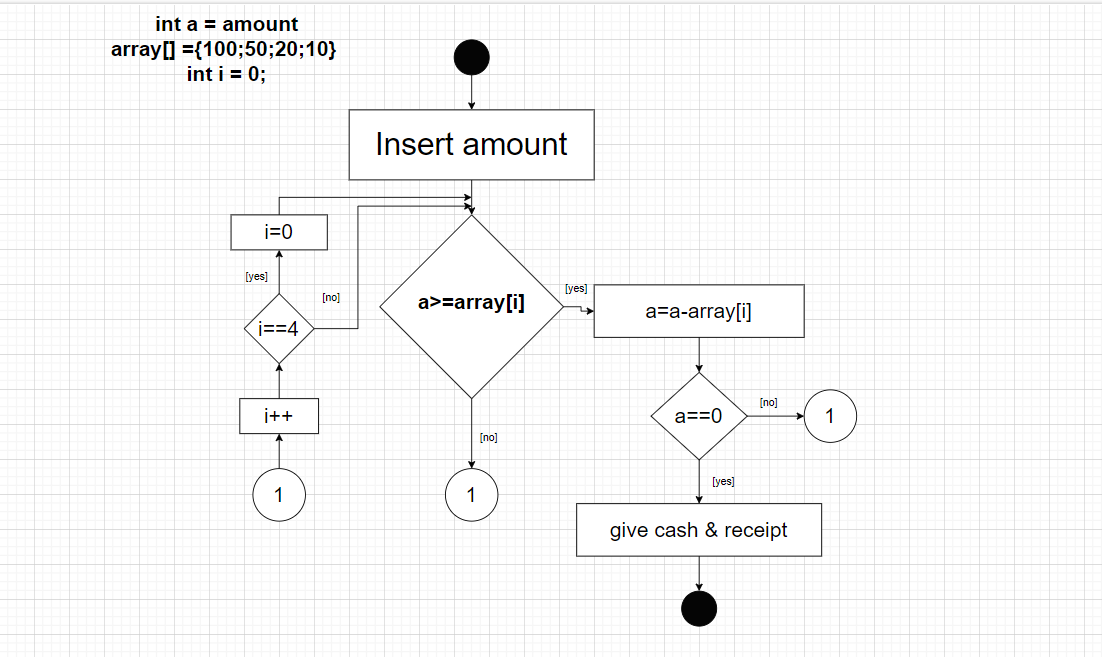 int a = amount
array[] ={100;50;20;10}
int i = 0;
Insert amount
i=0
[yes]
[no]
i==4
i++
1
a>=array[i]
[yes]
[no]
1
a=a-array[i]
a==0
[no]
1
[yes]
give cash & receipt